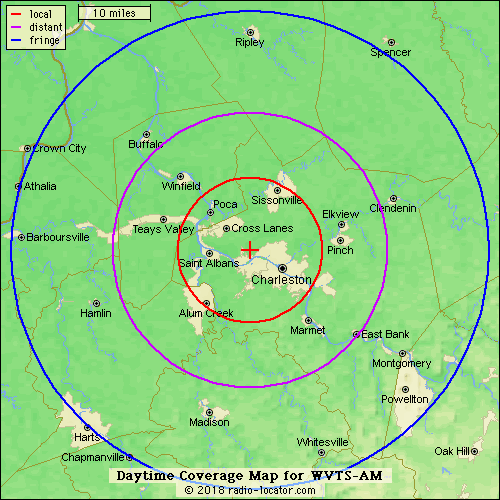 local
distant
fringe
10 miles
Ripley
Spencer
Buffalo
Crown City
Winfield
Athalia
Sissonville
Clendenin
Poca
Elkview
Teays Valley
Cross Lanes
Barboursville
Pinch
Saint Albans
Charleston
Hamlin
Alum Creek
Marmet
East Bank
Montgomery
Powellton
Madison
Harts
Whitesville
Oak Hill
Chapmanville
Daytime Coverage Map for WVTS-AM
© 2018 radio-locator.com